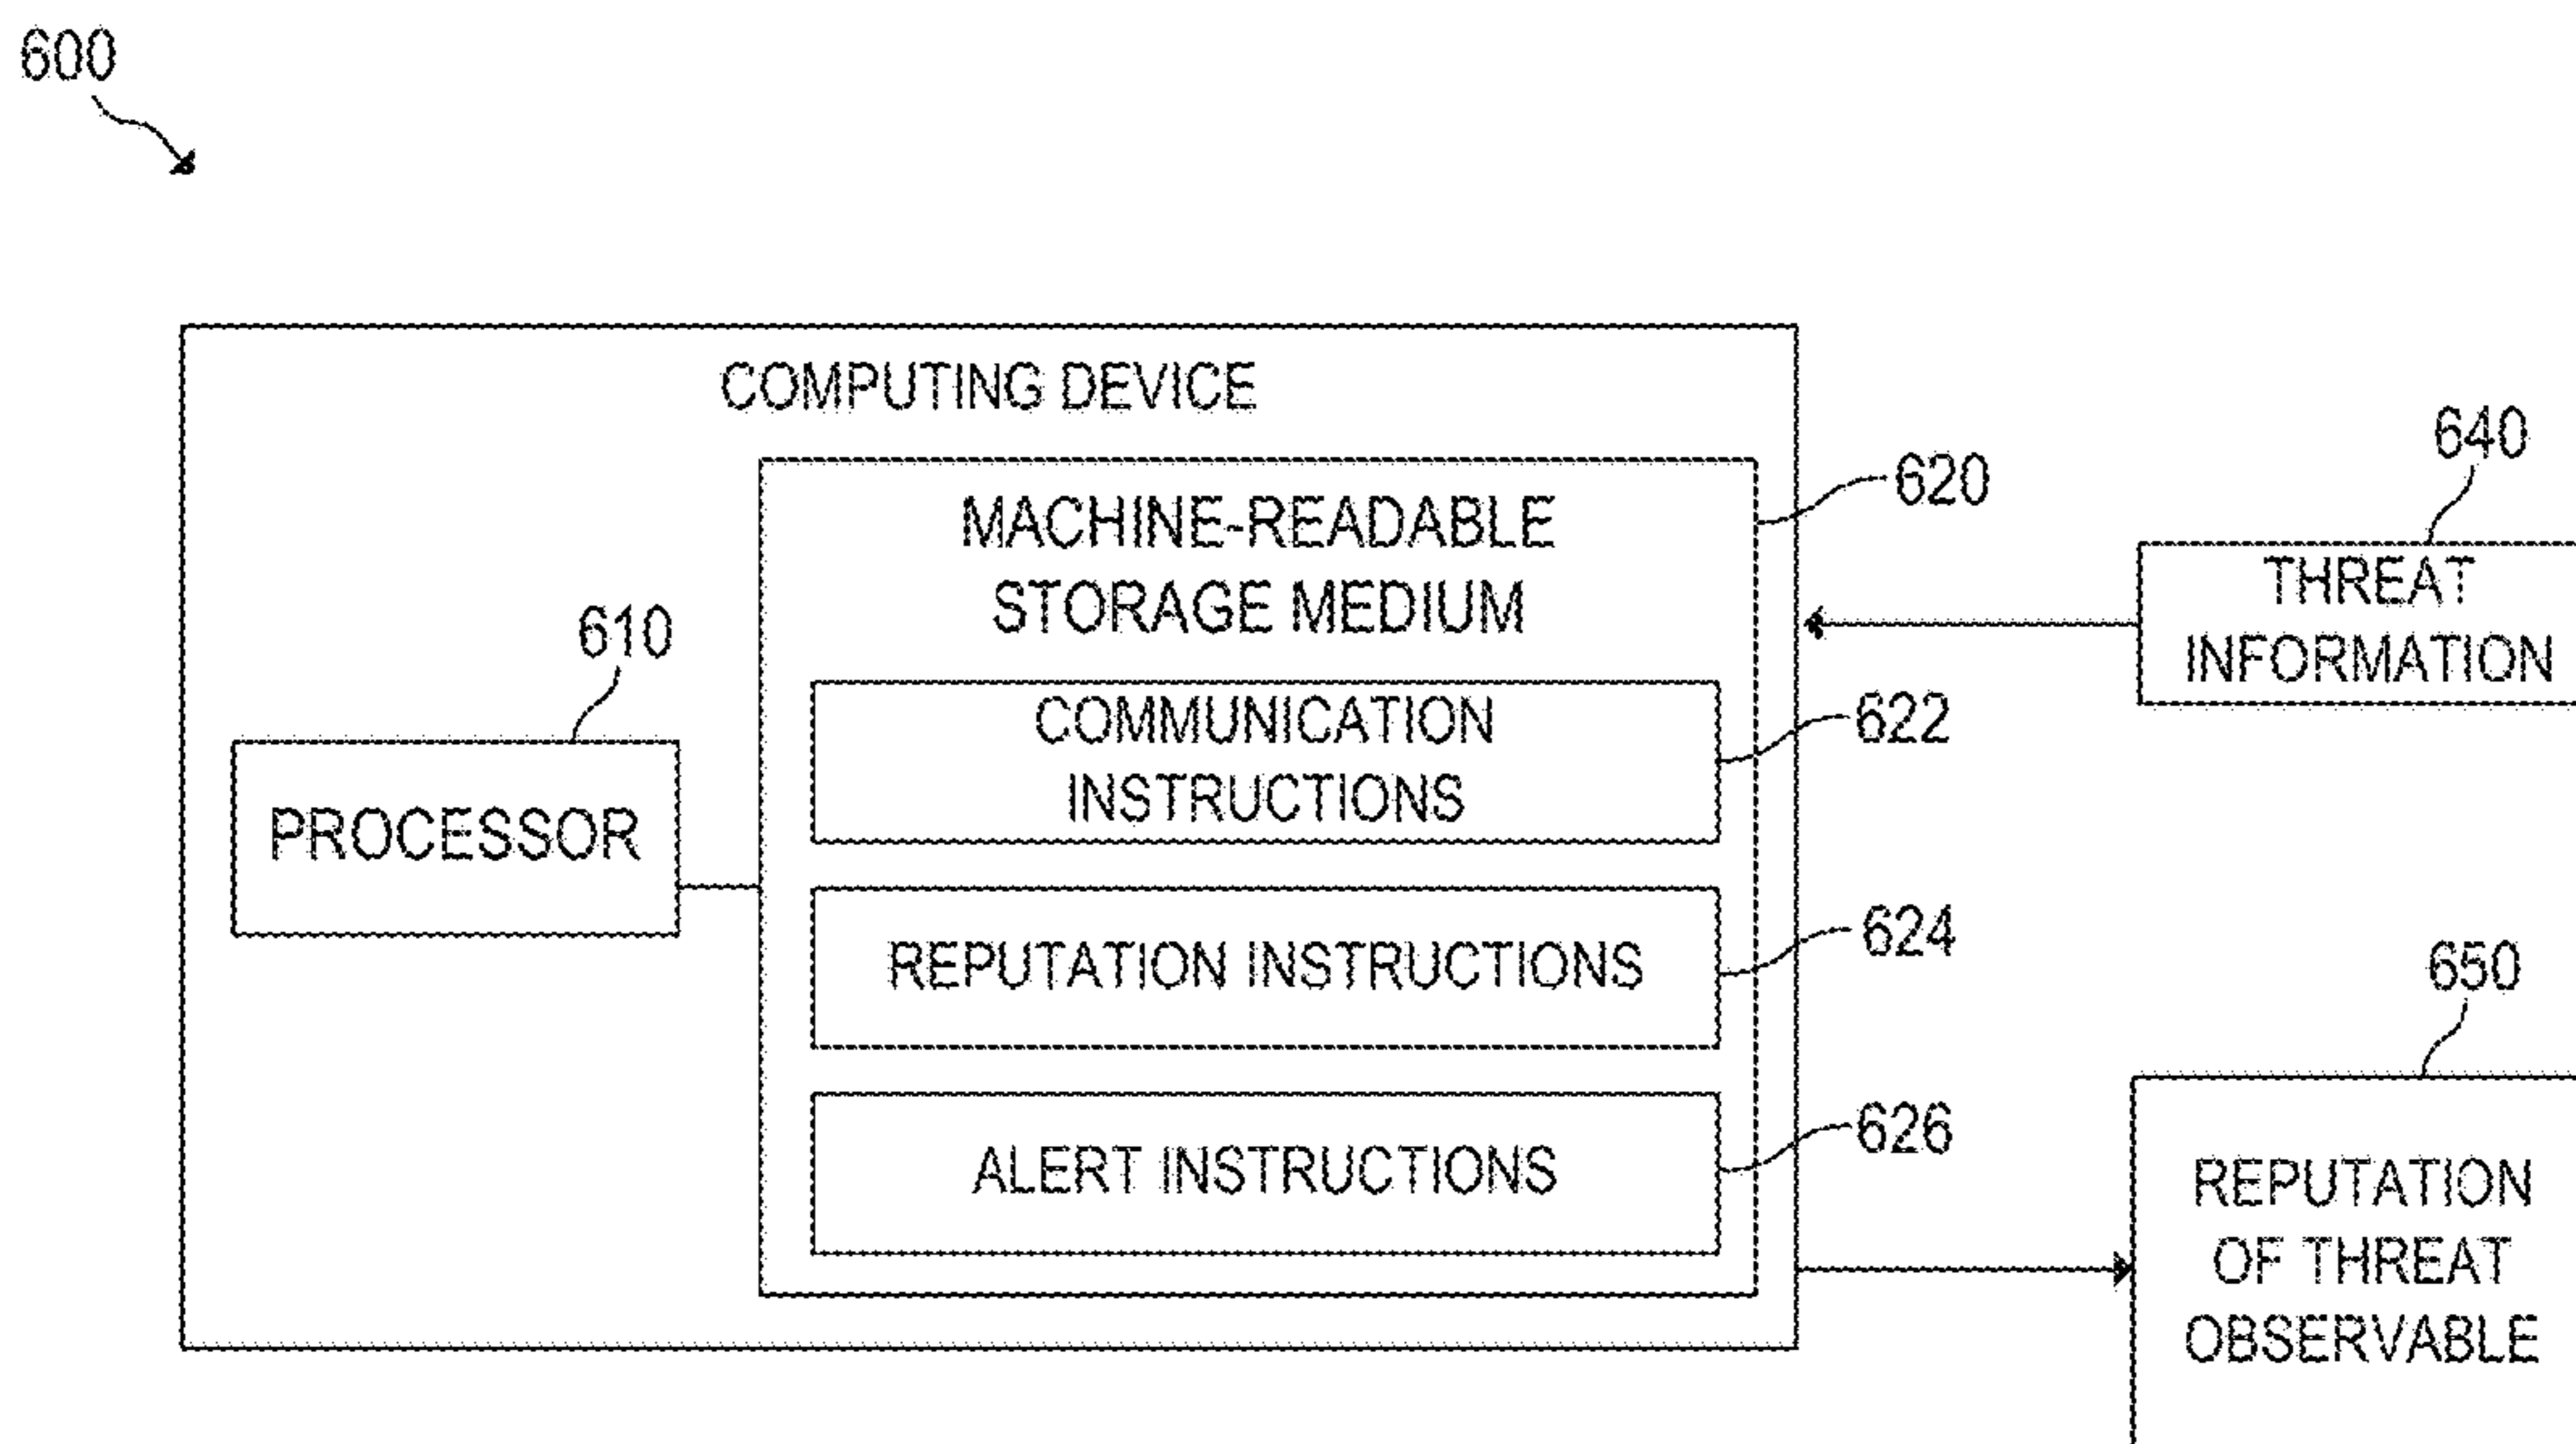 600
COMPUTING DEVICE
620
MACHINE-READABLE
STORAGE MEDIUM
640
THREAT
INFORMATION
610
PROCESSOR
622
COMMUNICATION
INSTRUCTIONS
624
REPUTATION INSTRUCTIONS
626
ALERT INSTRUCTIONS
650
REPUTATION
OF THREAT
OBSERVABLE